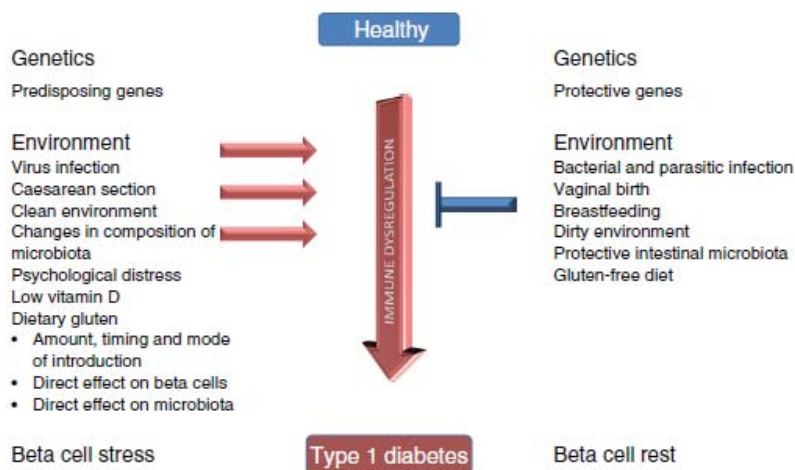 Healthy
Genetics
Predisposing genes
Environment
Virus infection
Caesarean section
Clean environment
Changes in composition of
microbiota
Psychological distress
Low vitamin D
Dietary gluten
• Amount, timing and mode
of introduction
• Direct effect on beta cells
• Direct effect on microbiota
Beta cell stress
IMMUNE DYSREGULATION
Type 1 diabetes
Genetics
Protective genes
Environment
Bacterial and parasitic infection
Vaginal birth
Breastfeeding
Dirty environment
Protective intestinal microbiota
Gluten-free diet
Beta cell rest